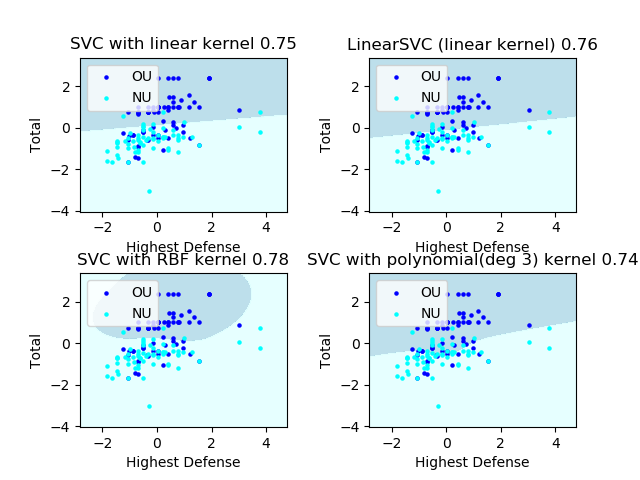 SVC with linear kernel 0.75
OU
NU
2
0
−2
−4
Total
−2 0 2 4
Highest Defense
LinearSVC (linear kernel) 0.76
OU
NU
2
0
−2
−4
Total
−2 0 2 4
Highest Defense
SVC with RBF kernel 0.78
OU
NU
2
0
−2
−4
Total
−2 0 2 4
Highest Defense
SVC with polynomial(deg 3) kernel 0.74
OU
NU
2
0
−2
−4
Total
−2 0 2 4
Highest Defense